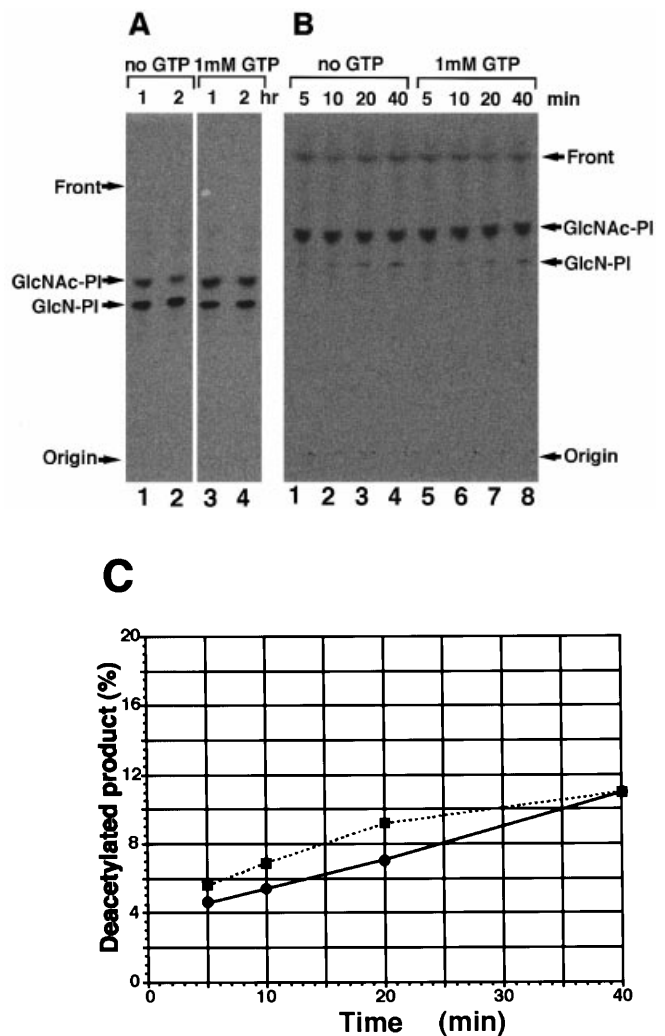 A
B
no GTP 1mM GTP
1 2 1 2 hr
no GTP 1mM GTP
5 10 20 40 5 10 20 40 min
Front
Front
GlcNAc-PI
GlcN-PI
GlcNAc-PI
GlcN-PI
Origin
Origin
1 2 3 4
1 2 3 4 5 6 7 8
C
Deacetylated product (%)
20
16
12
8
4
0
0 10 20 30 40
Time (min)